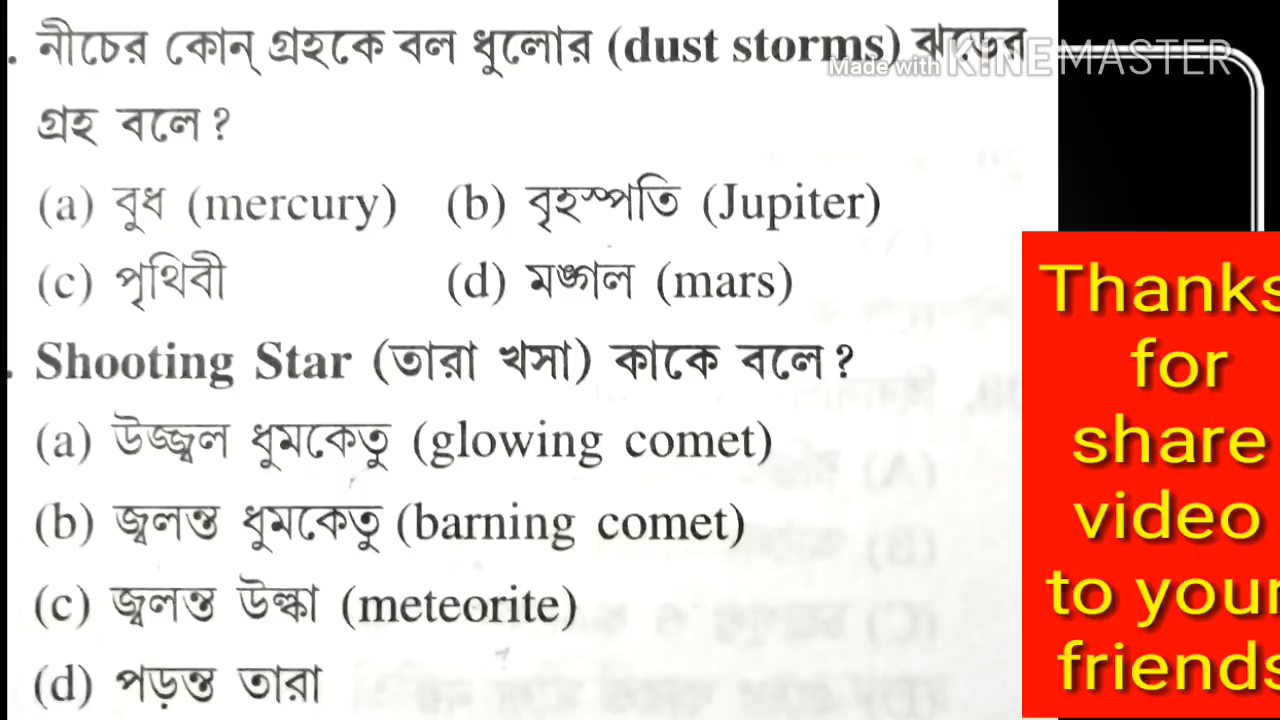 . নীচের কোন্ গ্রহকে বল ধুলোর (dust storms) ঝড়ের
Made with KINEMASTER
গ্রহ বলে ?
(a) বুধ (mercury) (b) বৃহস্পতি (Jupiter)
(c) পৃথিবী (d) মঙ্গল (mars)
. Shooting Star (তারা খসা) কাকে বলে ?
(a) উজ্জ্বল ধুমকেতু (glowing comet)
(b) জ্বলন্ত ধুমকেতু (barning comet)
(c) জ্বলন্ত উল্কা (meteorite)
(d) পড়ন্ত তারা
Thanks
for
share
video
to your
friends